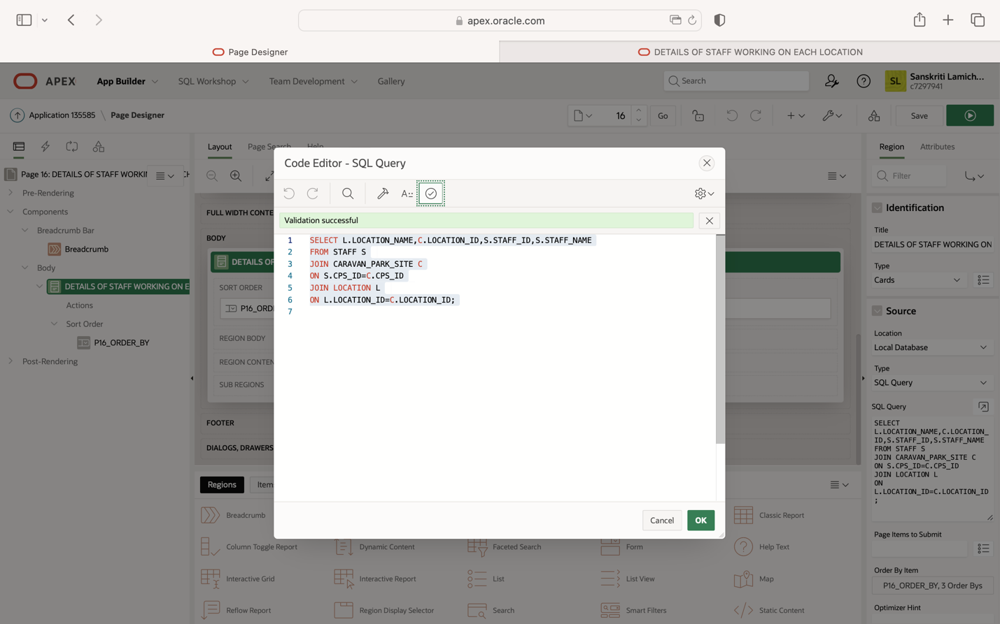 apex.oracle.com
Page Designer
DETAILS OF STAFF WORKING ON EACH LOCATION
APEX
App Builder
SQL Workshop
Team Development
Gallery
Search
SL
Sanskriti Lamich...
c7297941
Application 135585
Page Designer
16
Go
Save
Layout
Page Search
Help
Region
Attributes
Page 16: DETAILS OF STAFF WORKIN
Pre-Rendering
Components
Breadcrumb Bar
Breadcrumb
Body
DETAILS OF STAFF WORKING ON E
Actions
Sort Order
P16_ORDER_BY
Post-Rendering
FULL WIDTH CONTE
BODY
DETAILS OF
SORT ORDER
P16_ORD
REGION BODY
REGION CONTEN
SUB REGIONS
FOOTER
DIALOGS, DRAWERS
Code Editor - SQL Query
A::
Validation successful
1 SELECT L.LOCATION_NAME,C.LOCATION_ID,S.STAFF_ID,S.STAFF_NAME
2 FROM STAFF S
3 JOIN CARAVAN_PARK_SITE C
4 ON S.CPS_ID=C.CPS_ID
5 JOIN LOCATION L
6 ON L.LOCATION_ID=C.LOCATION_ID;
7
Cancel
OK
Regions
Item
Breadcrumb
Classic Report
Column Toggle Report
Dynamic Content
Faceted Search
Form
Help Text
Interactive Grid
Interactive Report
List
List View
Map
Reflow Report
Region Display Selector
Search
Smart Filters
Static Content
Filter
Identification
Title
DETAILS OF STAFF WORKING ON
Type
Cards
Source
Location
Local Database
Type
SQL Query
SQL Query
SELECT
L.LOCATION_NAME,C.LOCATION_
ID,S.STAFF_ID,S.STAFF_NAME
FROM STAFF S
JOIN CARAVAN_PARK_SITE C
ON S.CPS_ID=C.CPS_ID
JOIN LOCATION L
ON
L.LOCATION_ID=C.LOCATION_ID
;
Page Items to Submit
Order By Item
P16_ORDER_BY, 3 Order Bys
Optimizer Hint